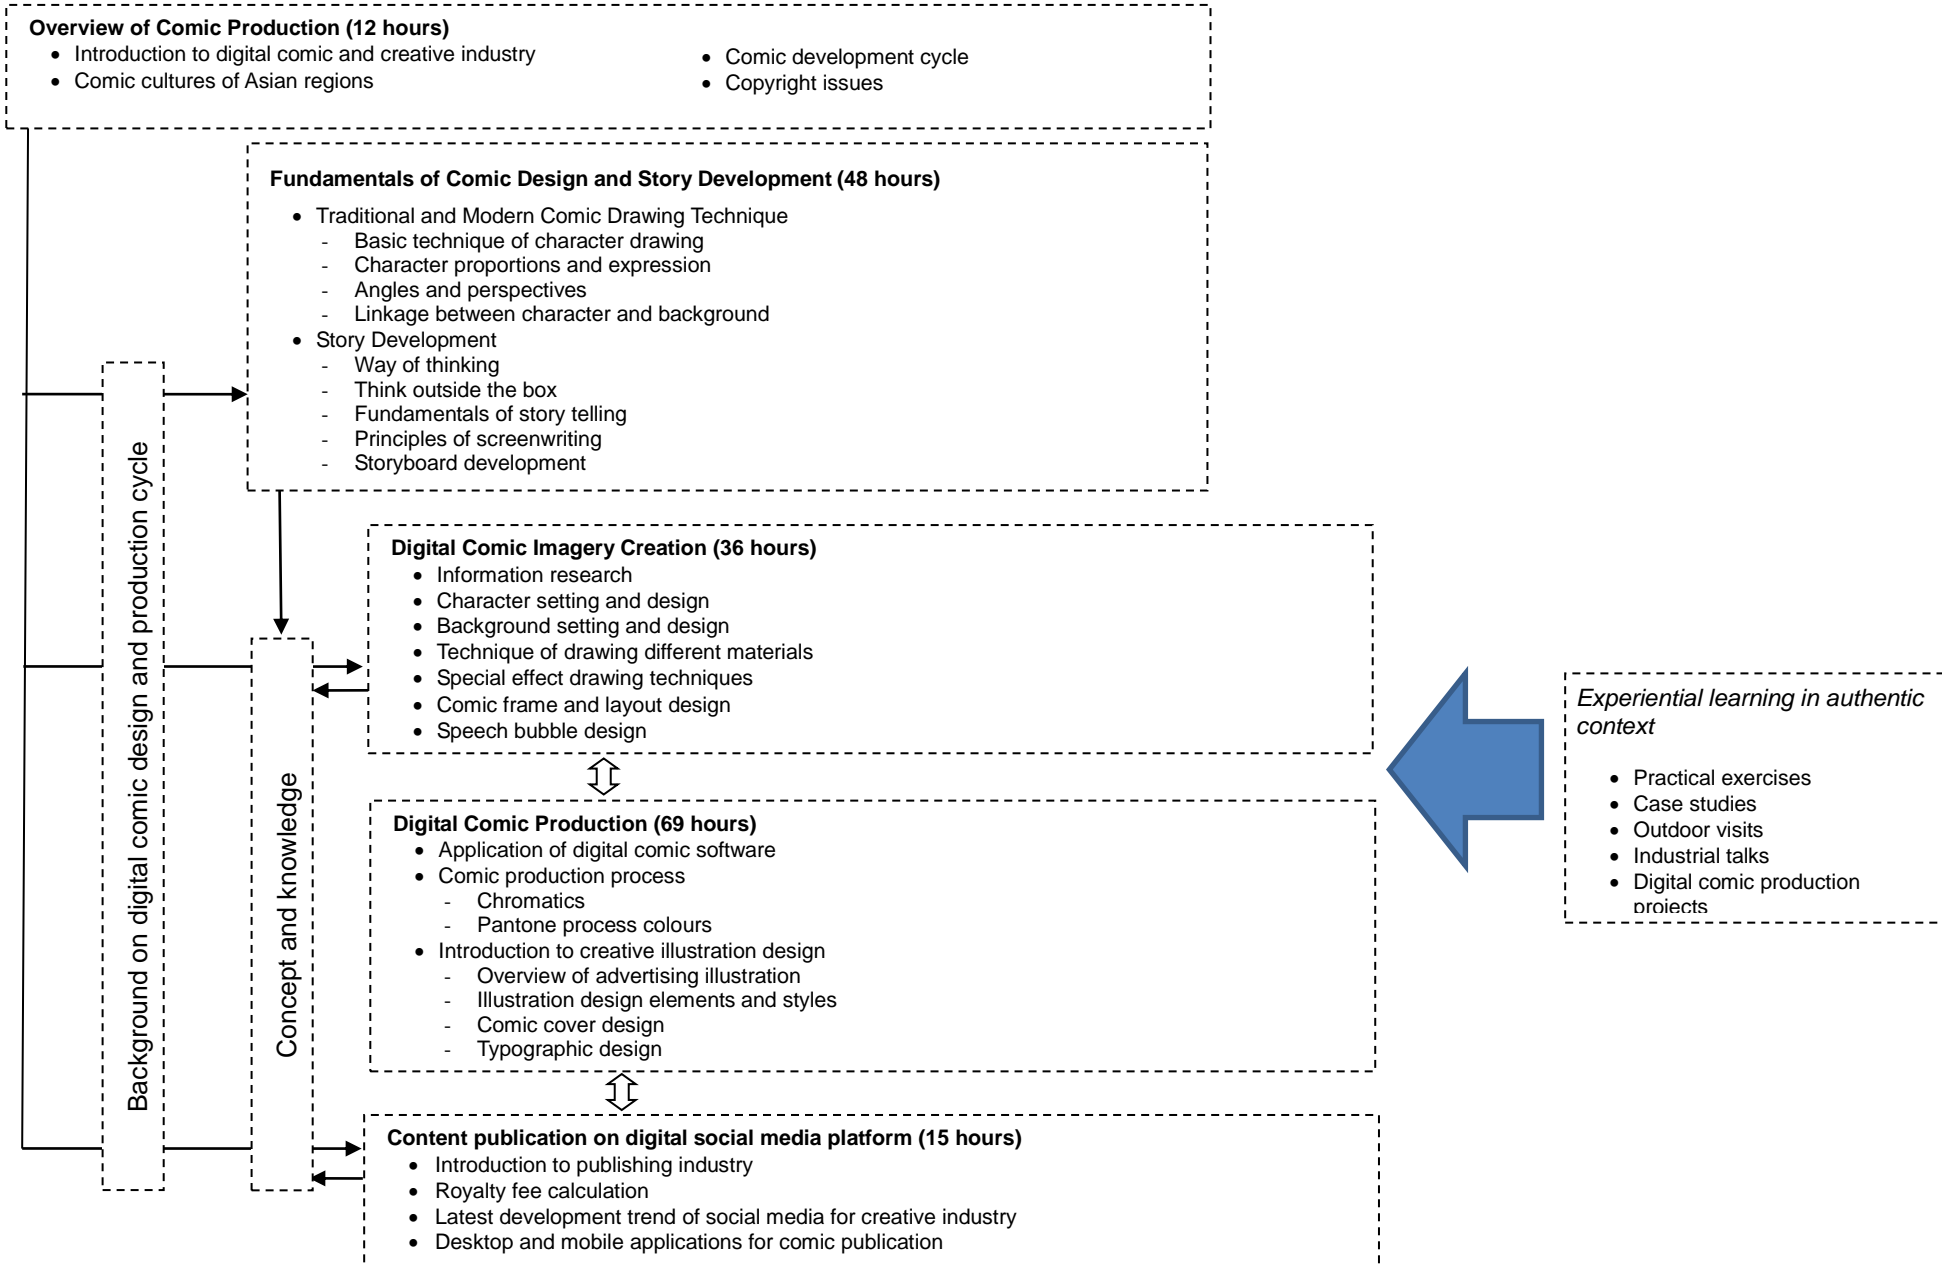 Overview of Comic Production (12 hours)
• Introduction to digital comic and creative industry
• Comic cultures of Asian regions
• Comic development cycle
• Copyright issues
Fundamentals of Comic Design and Story Development (48 hours)
• Traditional and Modern Comic Drawing Technique
- Basic technique of character drawing
- Character proportions and expression
- Angles and perspectives
- Linkage between character and background
• Story Development
- Way of thinking
- Think outside the box
- Fundamentals of story telling
- Principles of screenwriting
- Storyboard development
Background on digital comic design and production cycle
Concept and knowledge
Digital Comic Imagery Creation (36 hours)
• Information research
• Character setting and design
• Background setting and design
• Technique of drawing different materials
• Special effect drawing techniques
• Comic frame and layout design
• Speech bubble design
Digital Comic Production (69 hours)
• Application of digital comic software
• Comic production process
- Chromatics
- Pantone process colours
• Introduction to creative illustration design
- Overview of advertising illustration
- Illustration design elements and styles
- Comic cover design
- Typographic design
Content publication on digital social media platform (15 hours)
• Introduction to publishing industry
• Royalty fee calculation
• Latest development trend of social media for creative industry
• Desktop and mobile applications for comic publication
Experiential learning in authentic
context
• Practical exercises
• Case studies
• Outdoor visits
• Industrial talks
• Digital comic production
projects